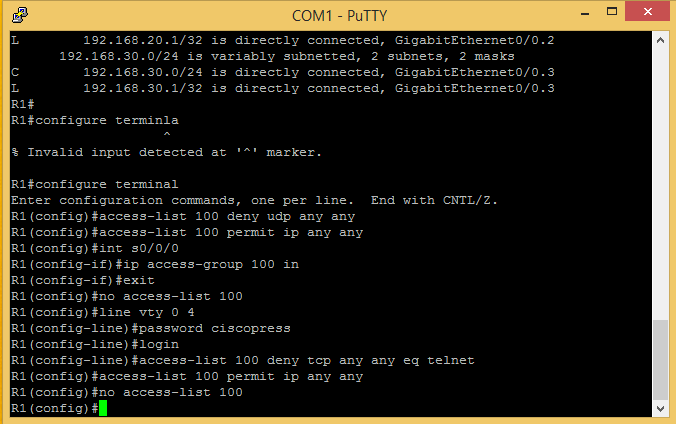 COM1 - PuTTY
L 192.168.20.1/32 is directly connected, GigabitEthernet0/0.2
192.168.30.0/24 is variably subnetted, 2 subnets, 2 masks
C 192.168.30.0/24 is directly connected, GigabitEthernet0/0.3
L 192.168.30.1/32 is directly connected, GigabitEthernet0/0.3
R1#
R1#configure terminla
^
% Invalid input detected at '^' marker.
R1#configure terminal
Enter configuration commands, one per line. End with CNTL/Z.
R1(config)#access-list 100 deny udp any any
R1(config)#access-list 100 permit ip any any
R1(config)#int s0/0/0
R1(config-if)#ip access-group 100 in
R1(config-if)#exit
R1(config)#no access-list 100
R1(config)#line vty 0 4
R1(config-line)#password ciscopress
R1(config-line)#login
R1(config-line)#access-list 100 deny tcp any any eq telnet
R1(config)#access-list 100 permit ip any any
R1(config)#no access-list 100
R1(config)#